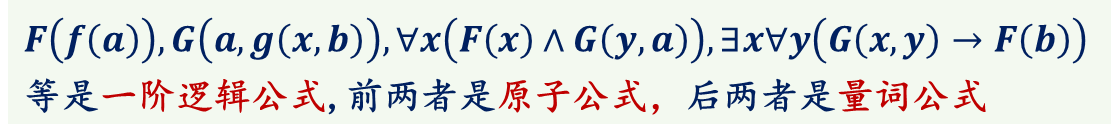 F(f(a)), G(a, g(x, b)), ∀x(F(x) ∧ G(y, a)), ∃x∀y(G(x, y) → F(b))
等是一阶逻辑公式, 前两者是原子公式，后两者是量词公式